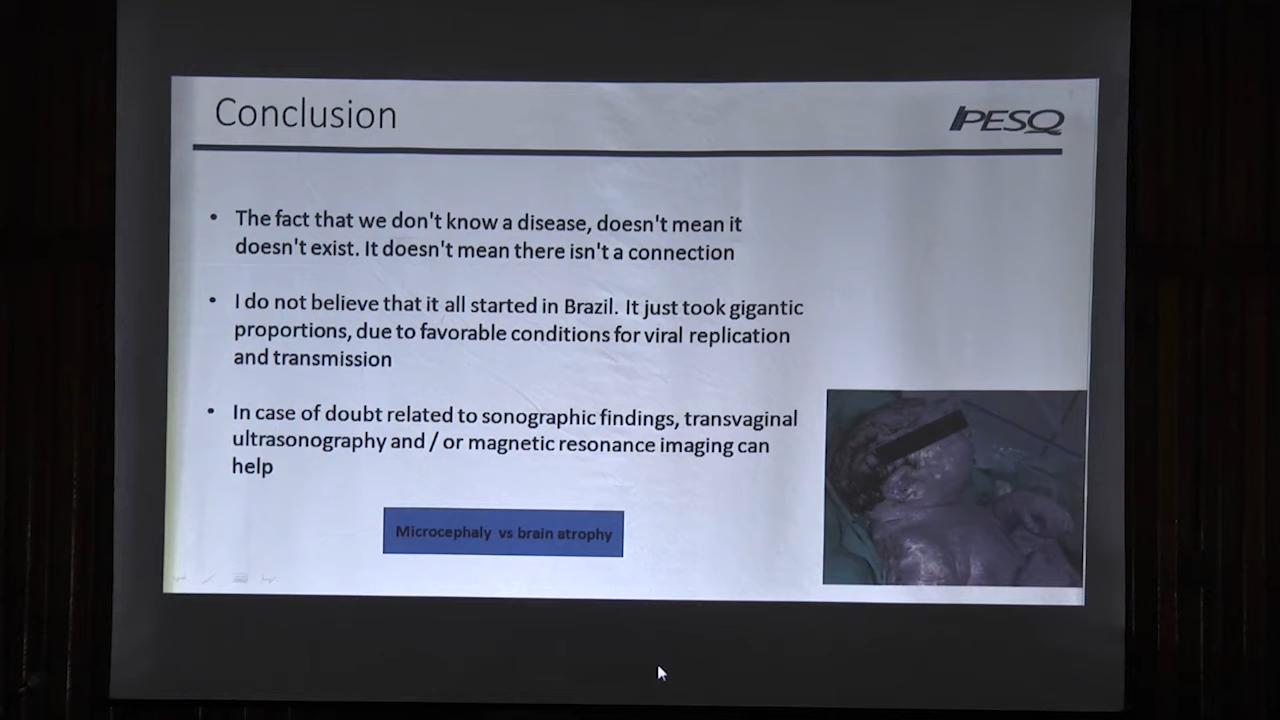 Conclusion
IPESQ
• The fact that we don't know a disease, doesn't mean it
doesn't exist. It doesn't mean there isn't a connection
• I do not believe that it all started in Brazil. It just took gigantic
proportions, due to favorable conditions for viral replication
and transmission
• In case of doubt related to sonographic findings, transvaginal
ultrasonography and / or magnetic resonance imaging can
help
Microcephaly vs brain atrophy